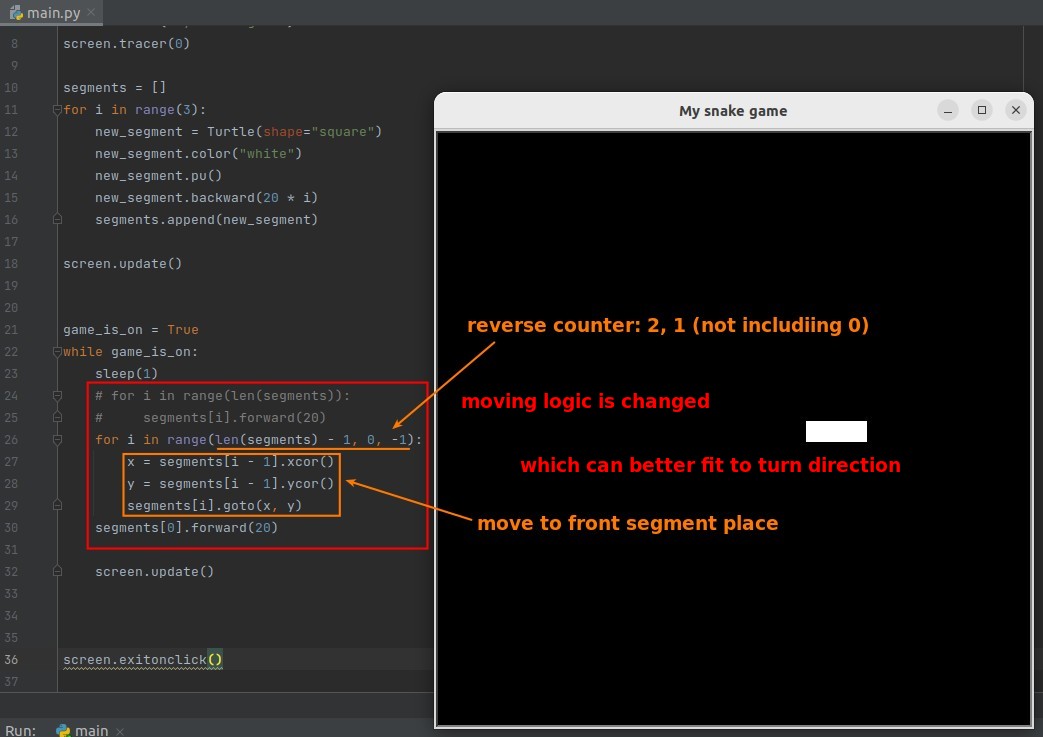 main.py
8 screen.tracer(0)
9
10 segments = []
11 for i in range(3):
12 new_segment = Turtle(shape="square")
13 new_segment.color("white")
14 new_segment.pu()
15 new_segment.backward(20 * i)
16 segments.append(new_segment)
17
18 screen.update()
19
20
21 game_is_on = True
22 while game_is_on:
23 sleep(1)
24 # for i in range(len(segments)):
25 #     segments[i].forward(20)
26 for i in range(len(segments) - 1, 0, -1):
27 x = segments[i - 1].xcor()
28 y = segments[i - 1].ycor()
29 segments[i].goto(x, y)
30 segments[0].forward(20)
31
32 screen.update()
33
34
35
36 screen.exitonclick()
37
My snake game
reverse counter: 2, 1 (not includiing 0)
moving logic is changed
which can better fit to turn direction
move to front segment place
Run: main